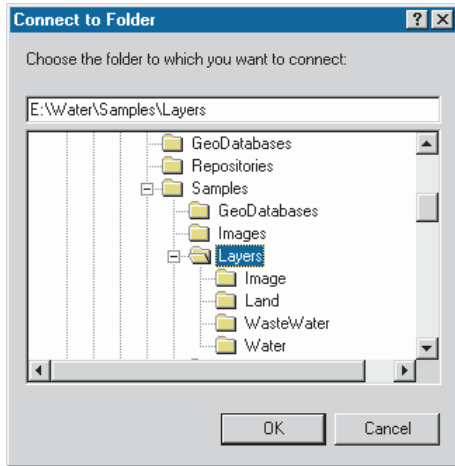 Connect to Folder
Choose the folder to which you want to connect:
E:\Water\Samples\Layers
GeoDatabases
Repositories
Samples
GeoDatabases
Images
Layers
Image
Land
WasteWater
Water
OK Cancel